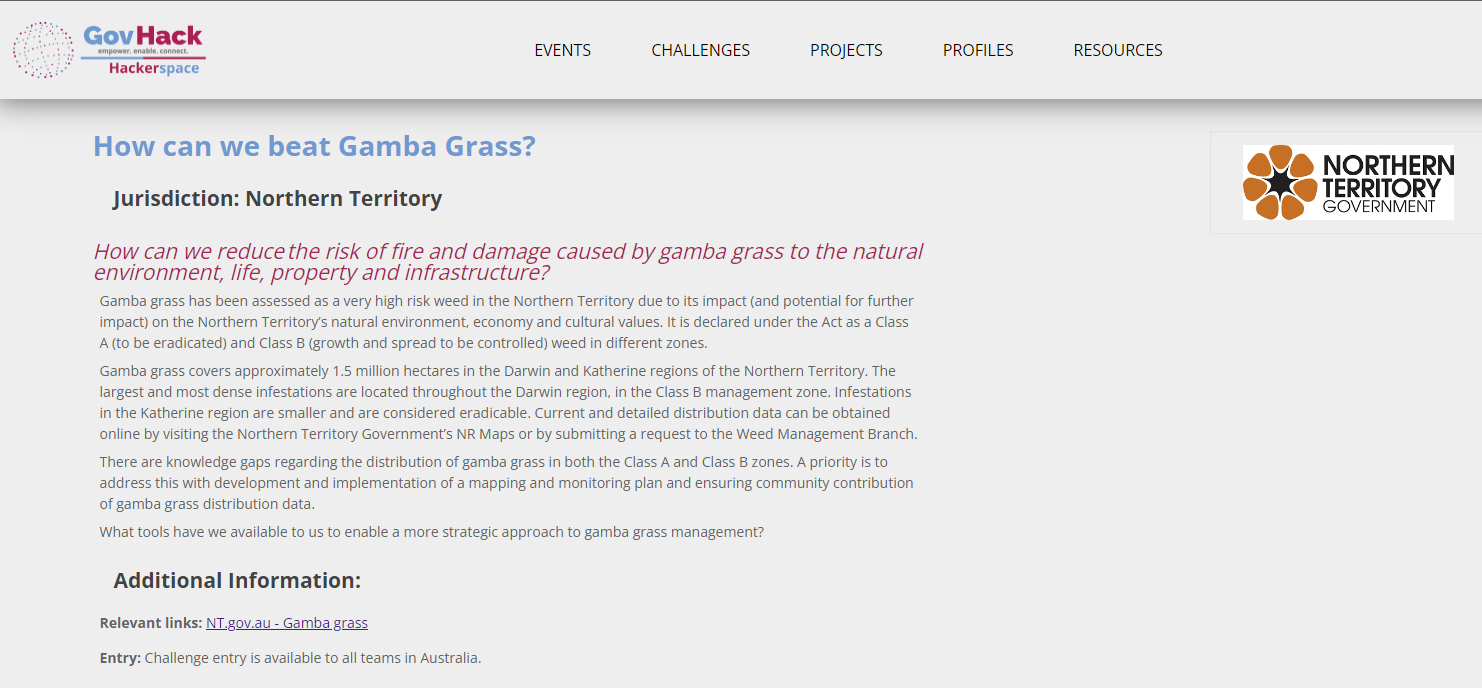 GovHack
empower. enable. connect.
Hackerspace
EVENTS CHALLENGES PROJECTS PROFILES RESOURCES
How can we beat Gamba Grass?
NORTHERN
TERRITORY
GOVERNMENT
Jurisdiction: Northern Territory
How can we reduce the risk of fire and damage caused by gamba grass to the natural
environment, life, property and infrastructure?
Gamba grass has been assessed as a very high risk weed in the Northern Territory due to its impact (and potential for further
impact) on the Northern Territory’s natural environment, economy and cultural values. It is declared under the Act as a Class
A (to be eradicated) and Class B (growth and spread to be controlled) weed in different zones.
Gamba grass covers approximately 1.5 million hectares in the Darwin and Katherine regions of the Northern Territory. The
largest and most dense infestations are located throughout the Darwin region, in the Class B management zone. Infestations
in the Katherine region are smaller and are considered eradicable. Current and detailed distribution data can be obtained
online by visiting the Northern Territory Government’s NR Maps or by submitting a request to the Weed Management Branch.
There are knowledge gaps regarding the distribution of gamba grass in both the Class A and Class B zones. A priority is to
address this with development and implementation of a mapping and monitoring plan and ensuring community contribution
of gamba grass distribution data.
What tools have we available to us to enable a more strategic approach to gamba grass management?
Additional Information:
Relevant links: NT.gov.au - Gamba grass
Entry: Challenge entry is available to all teams in Australia.